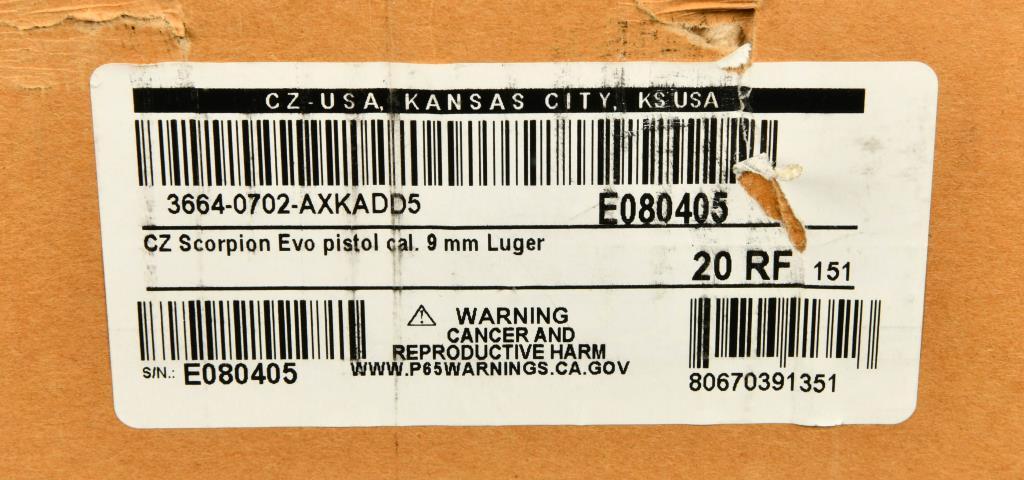 CZ-USA, KANSAS CITY, KS USA
3664-0702-AXKADD5 E080405
CZ Scorpion Evo pistol cal. 9 mm Luger
20 RF 151
WARNING
CANCER AND
REPRODUCTIVE HARM
WWW.P65WARNINGS.CA.GOV
S/N.: E080405
80670391351